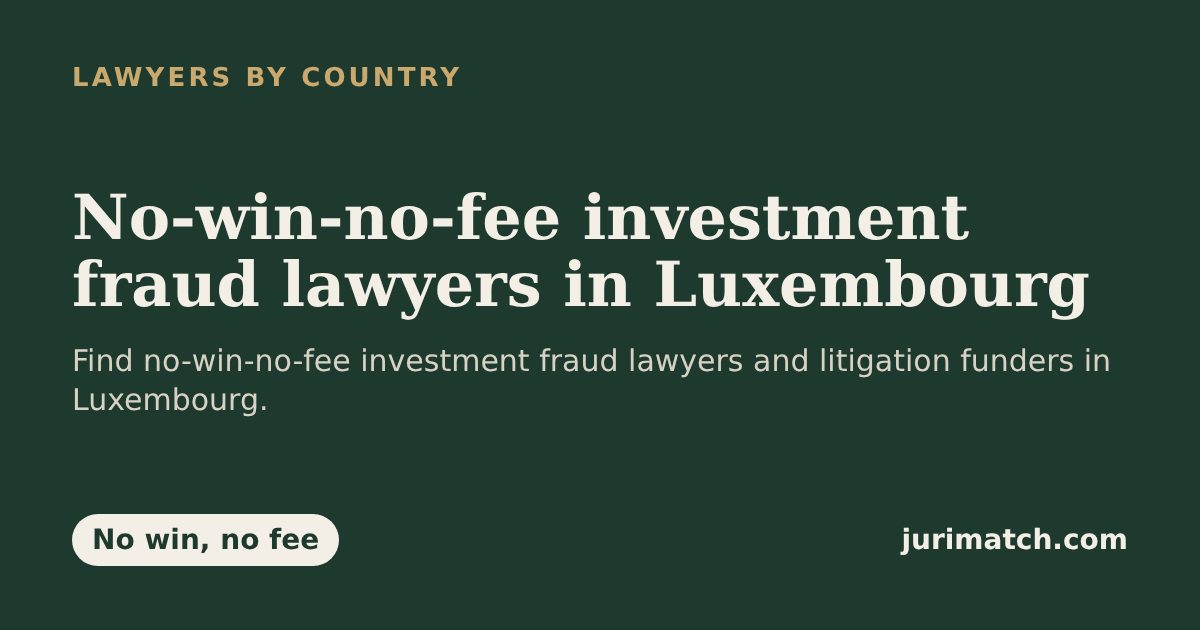 LAWYERS BY COUNTRY
No-win-no-fee investment
fraud lawyers in Luxembourg
Find no-win-no-fee investment fraud lawyers and litigation funders in
Luxembourg.
No win, no fee
jurimatch.com